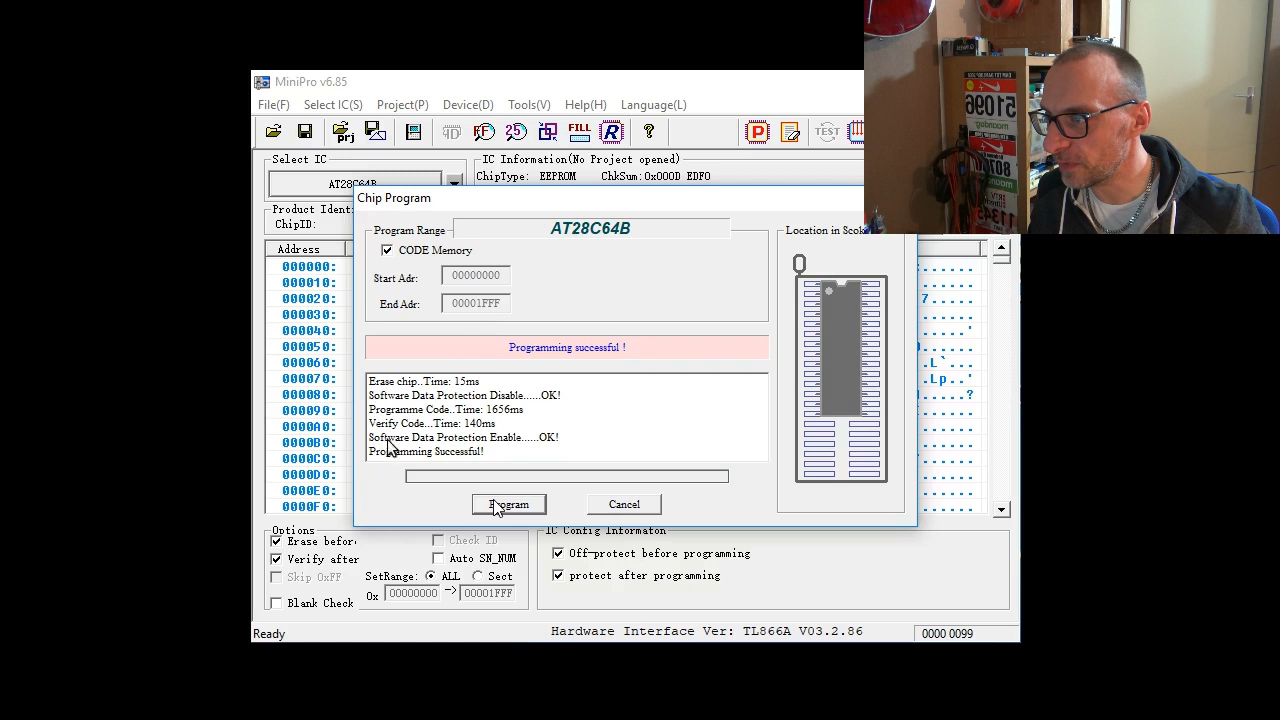 MiniPro v6.85
File(F) Select IC(S) Project(P) Device(D) Tools(V) Help(H) Language(L)
prj FILL R ? P TEST
Select IC
IC Information(No Project opened)
AT28C64B
ChipType: EEPROM ChkSum:0x000D EDF0
Product Identi
ChipID:
Chip Program
Program Range
AT28C64B
CODE Memory
Start Adr: 00000000
End Adr: 00001FFF
Programming successful !
Erase chip..Time: 15ms
Software Data Protection Disable......OK!
Programme Code..Time: 1656ms
Verify Code...Time: 140ms
Software Data Protection Enable......OK!
Programming Successful!
Program Cancel
Location in Scok
Address
000000:
000010:
000020:
000030:
000040:
000050:
000060:
000070:
000080:
000090:
0000A0:
0000B0:
0000C0:
0000D0:
0000E0:
0000F0:
Options
Erase befor
Verify after
Skip 0xFF
Blank Check
Check ID
Auto SN_NUM
SetRange: ALL Sect
0x 00000000 -> 00001FFF
IC Config Informaton
Off-protect before programming
protect after programming
Ready
Hardware Interface Ver: TL866A V03.2.86
0000 0099